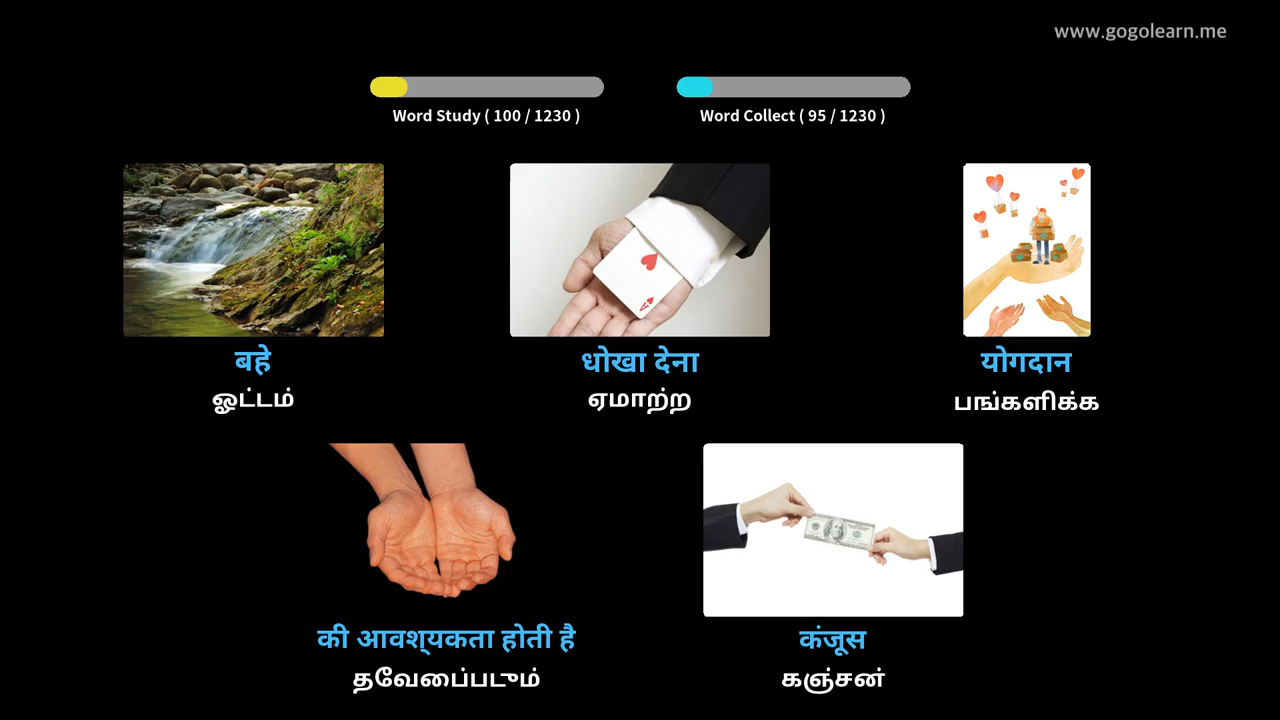 www.gogolearn.me
Word Study ( 100 / 1230 )
Word Collect ( 95 / 1230 )
बहे
ஓட்டம்
धोखा देना
ஏமாற்ற
योगदान
பங்களிக்க
की आवश्यकता होती है
தேவைப்படும்
कंजूस
கஞ்சன்